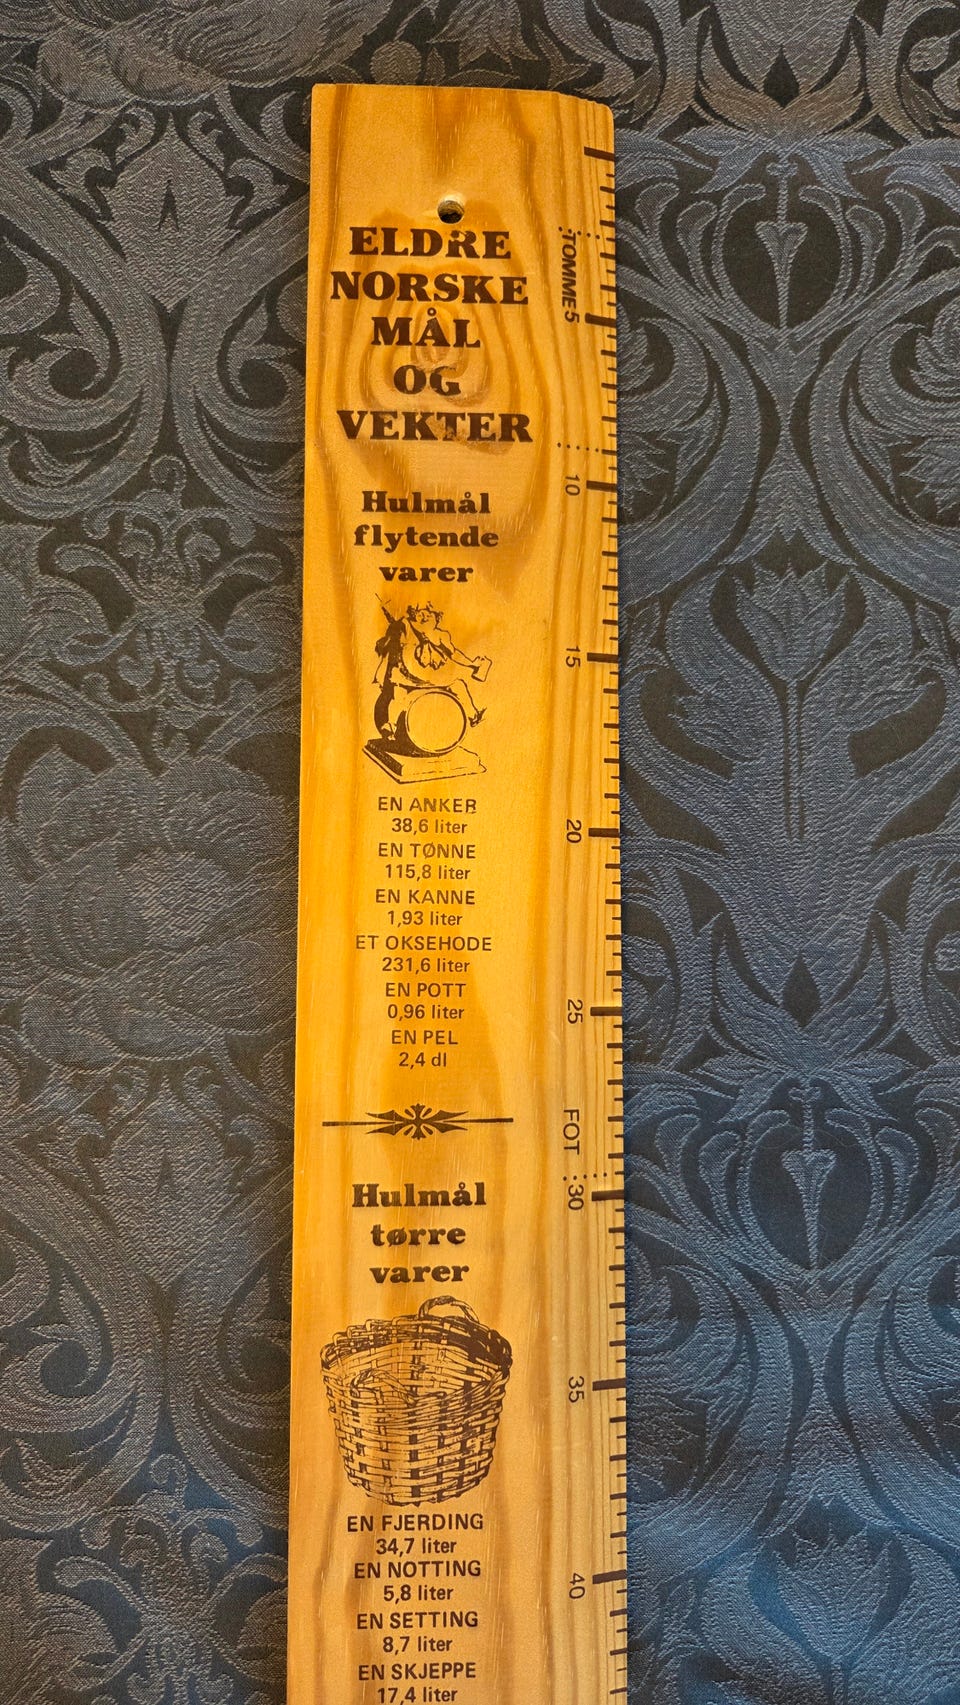 ELDRE
NORSKE
MÅL
OG
VEKTER
Hulmål
flytende
varer
EN ANKER
38,6 liter
EN TØNNE
115,8 liter
EN KANNE
1,93 liter
ET OKSEHODE
231,6 liter
EN POTT
0,96 liter
EN PEL
2,4 dl
Hulmål
tørre
varer
EN FJERDING
34,7 liter
EN NOTTING
5,8 liter
EN SETTING
8,7 liter
EN SKJEPPE
17,4 liter
TOMME
5
10
15
20
25
FOT
30
35
40